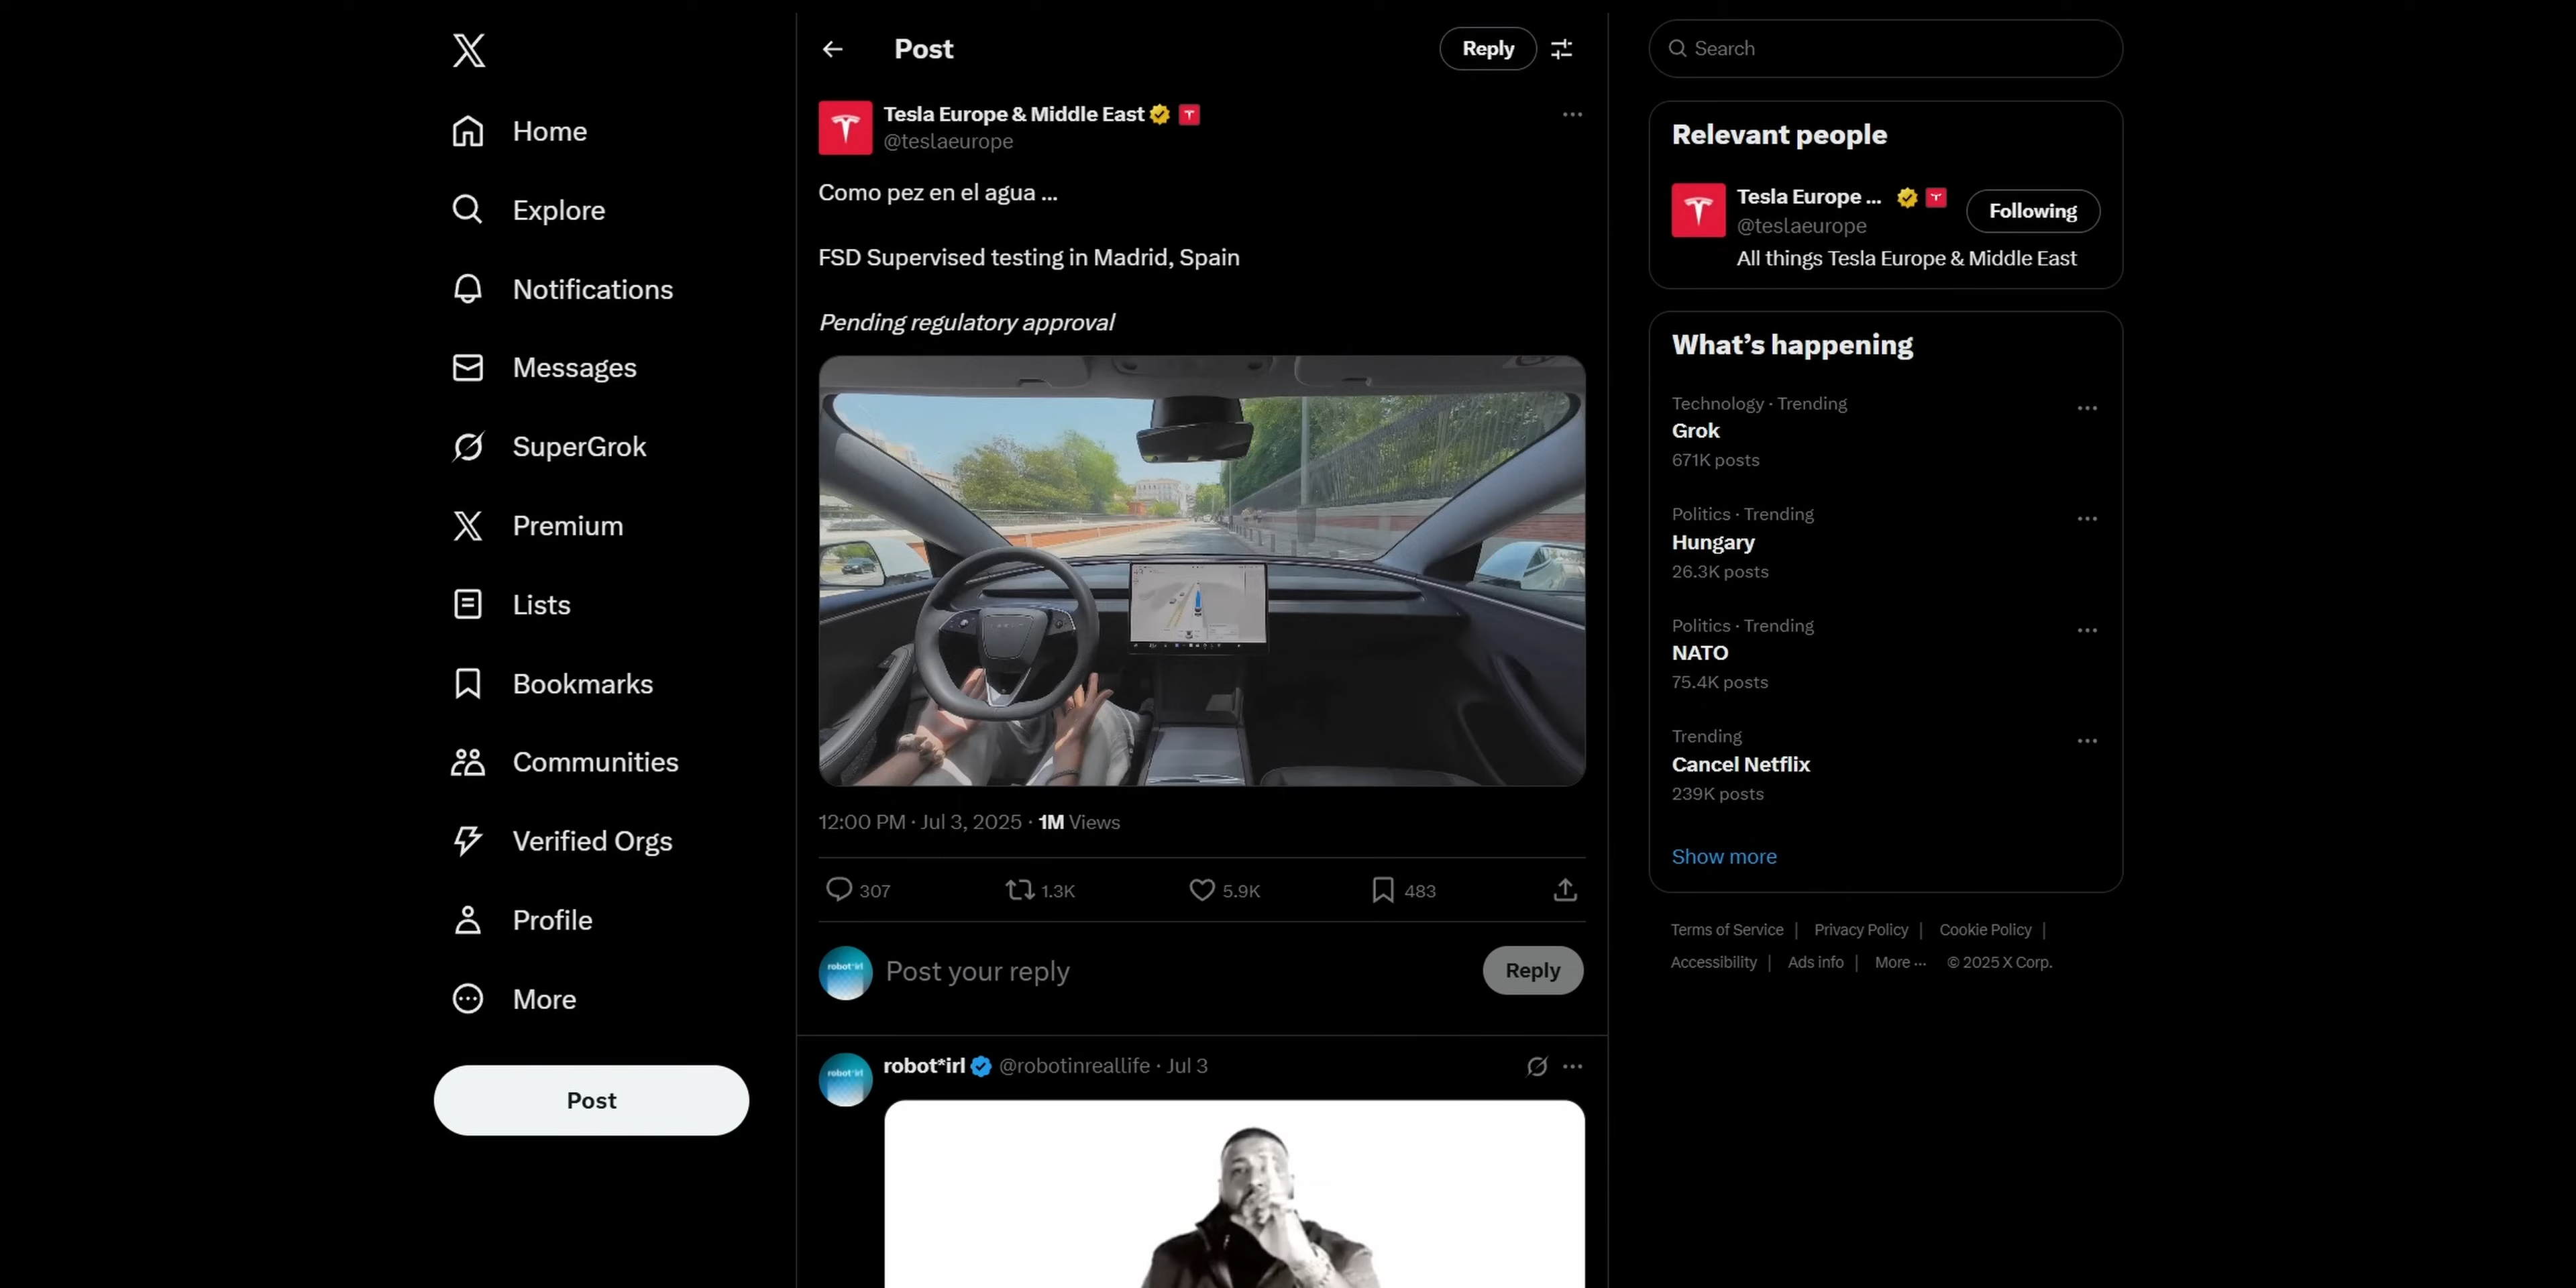 Home
Explore
Notifications
Messages
SuperGrok
Premium
Lists
Bookmarks
Communities
Verified Orgs
Profile
More
Post
Post
Reply
Tesla Europe & Middle East
@teslaeurope
Como pez en el agua ...
FSD Supervised testing in Madrid, Spain
Pending regulatory approval
12:00 PM · Jul 3, 2025 · 1M Views
307 1.3K 5.9K 483
robot*irl
Post your reply
Reply
robot*irl
robot*irl @robotinreallife · Jul 3
Search
Relevant people
Tesla Europe ...
@teslaeurope
Following
All things Tesla Europe & Middle East
What’s happening
Technology · Trending
Grok
671K posts
Politics · Trending
Hungary
26.3K posts
Politics · Trending
NATO
75.4K posts
Trending
Cancel Netflix
239K posts
Show more
Terms of Service | Privacy Policy | Cookie Policy |
Accessibility | Ads info | More ··· © 2025 X Corp.